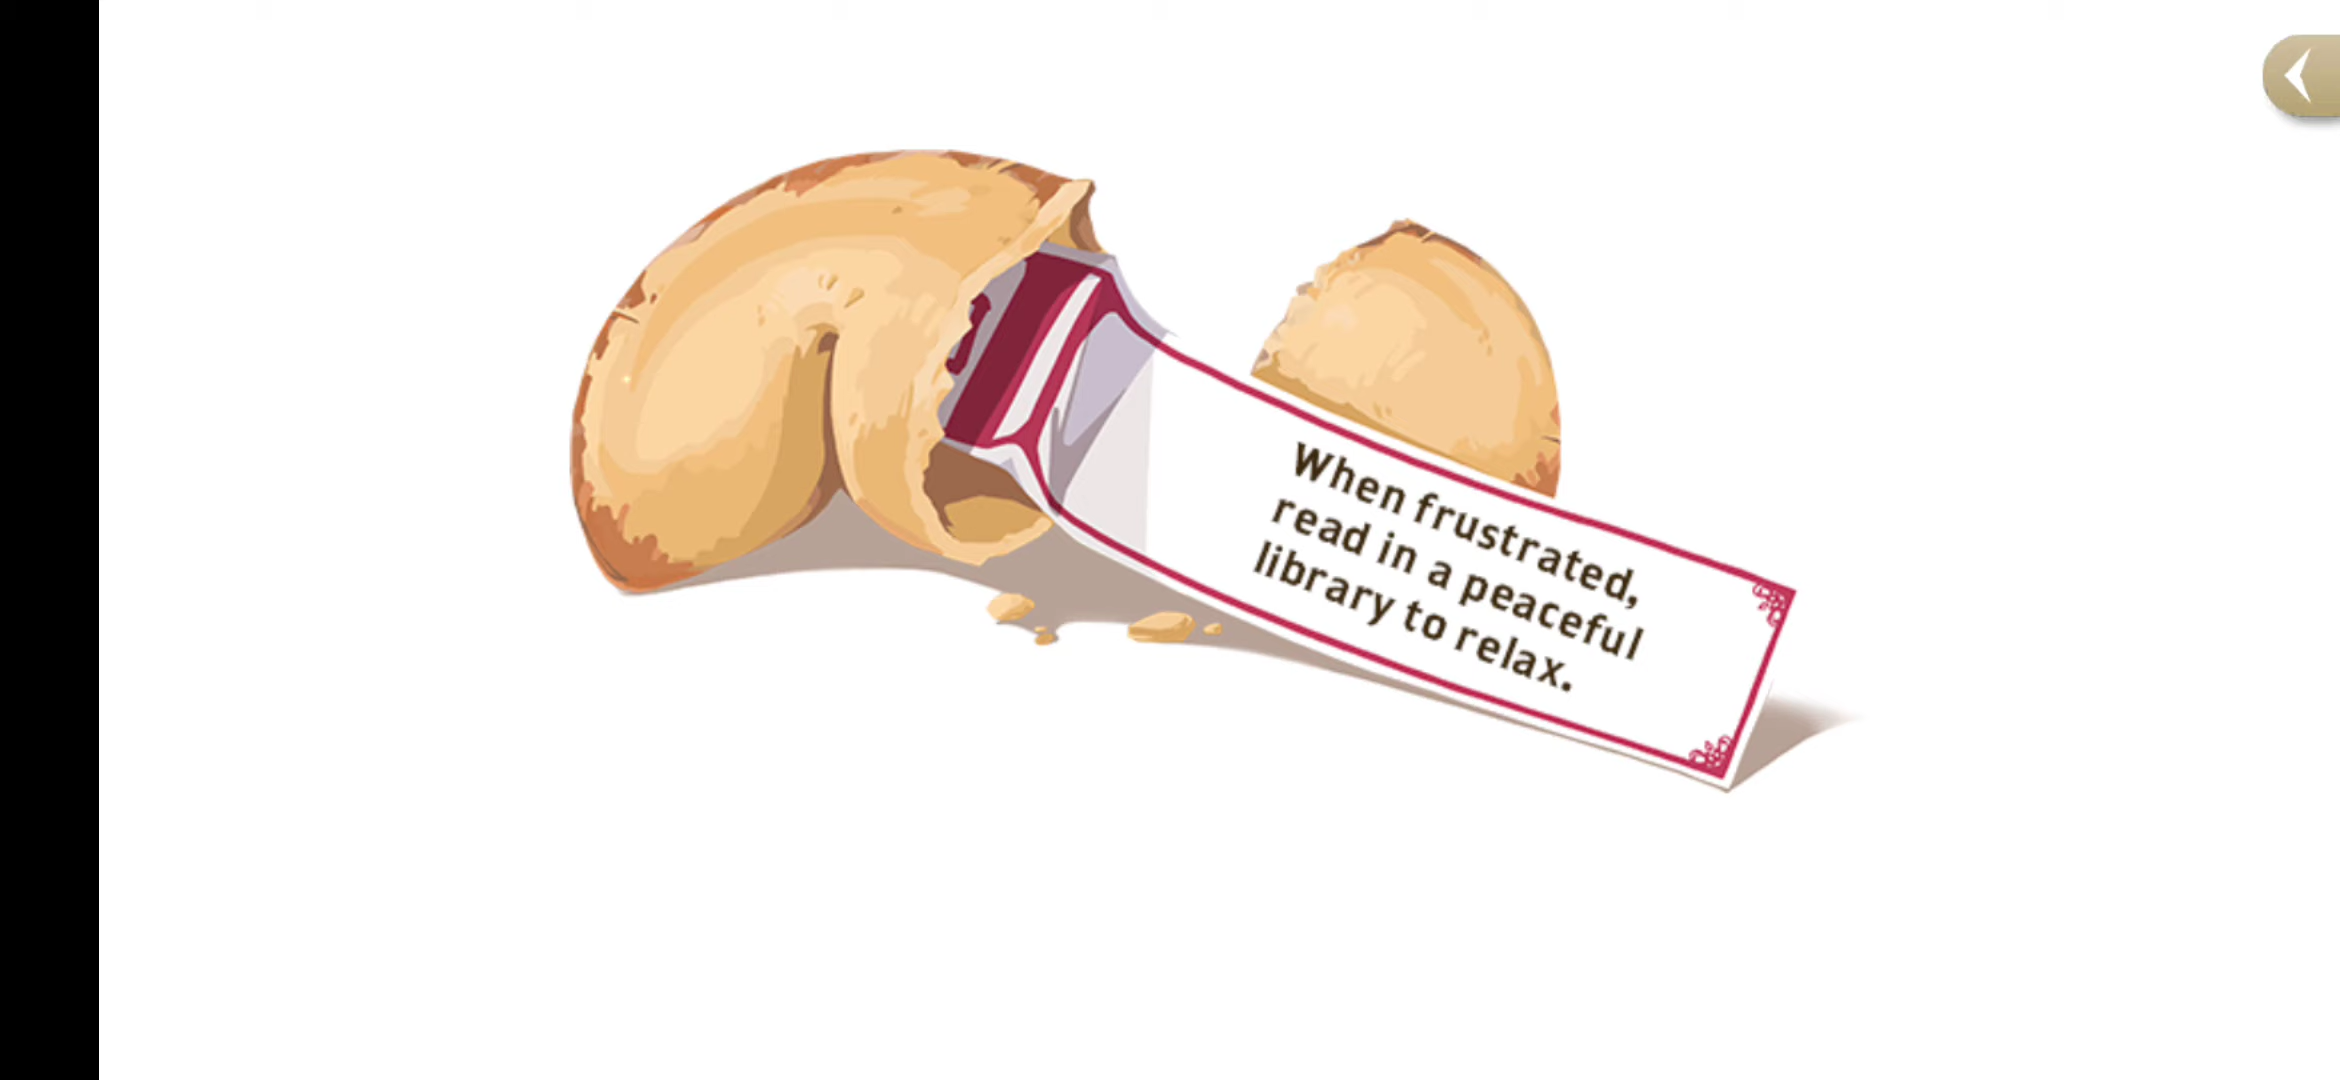 When frustrated,
read in a peaceful
library to relax.